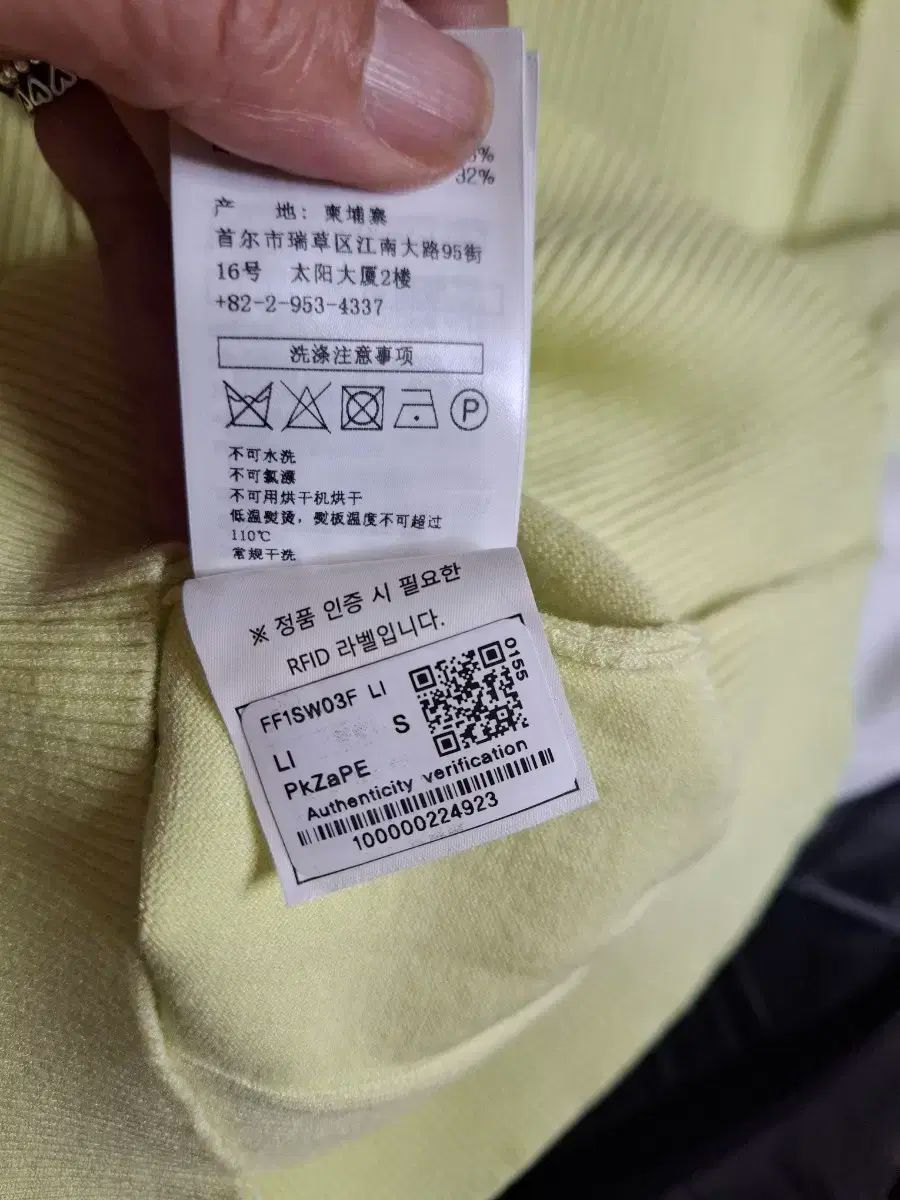 32%
产 地: 柬埔寨
首尔市瑞草区江南大路95街
16号 太阳大厦2楼
+82-2-953-4337
洗涤注意事项
P
不可水洗
不可氯漂
不可用烘干机烘干
低温熨烫，熨板温度不可超过
110℃
常规干洗
※ 정품 인증 시 필요한
RFID 라벨입니다.
FF1SW03F LI
0155
LI S
PkZaPE
Authenticity verification
100000224923